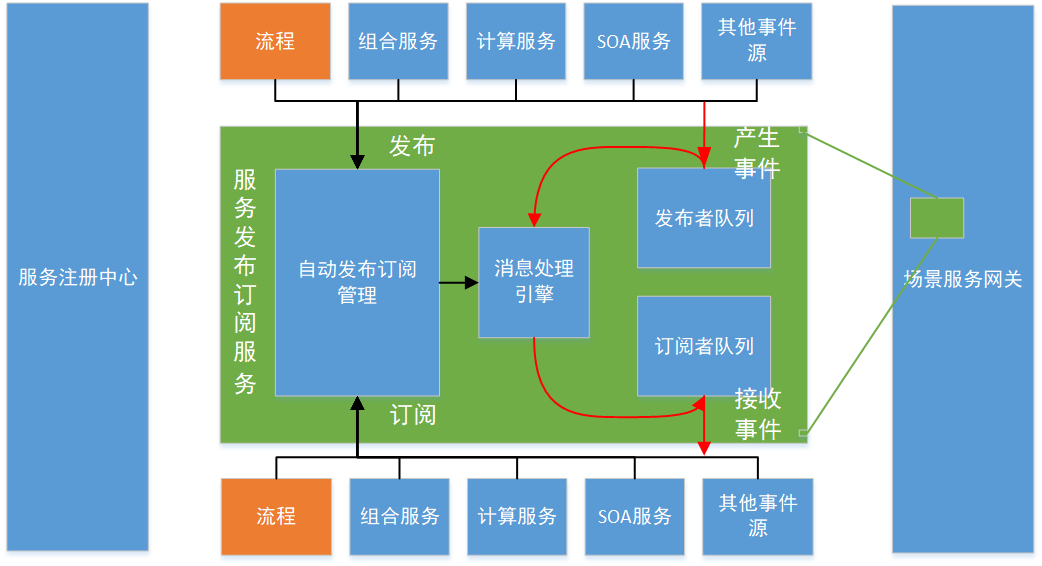 流程
组合服务
计算服务
SOA服务
其他事件
源
服务注册中心
服务发布订阅服务
发布
产生
事件
自动发布订阅
管理
消息处理
引擎
发布者队列
订阅者队列
场景服务网关
订阅
接收
事件
流程
组合服务
计算服务
SOA服务
其他事件
源